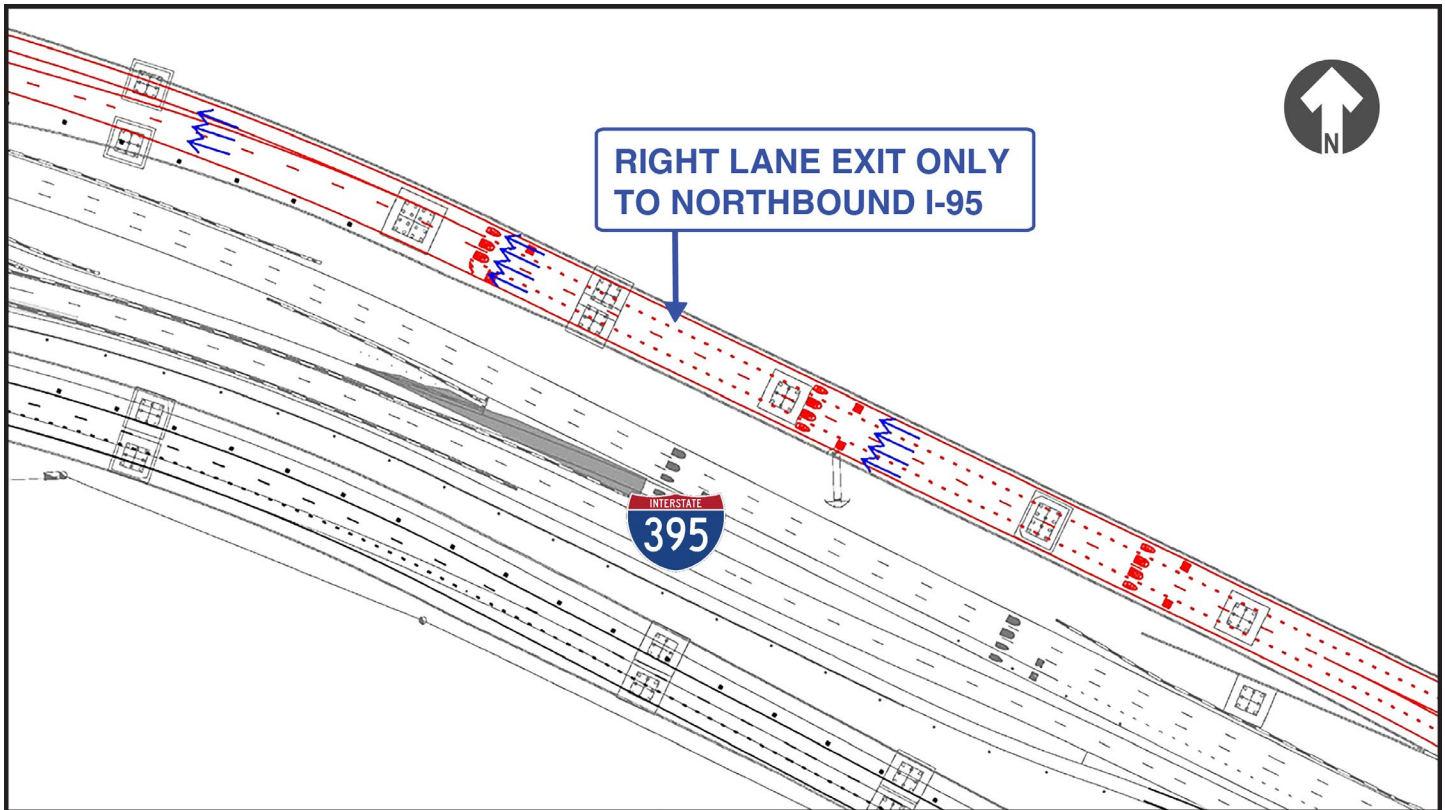 N
RIGHT LANE EXIT ONLY
TO NORTHBOUND I-95
INTERSTATE
395